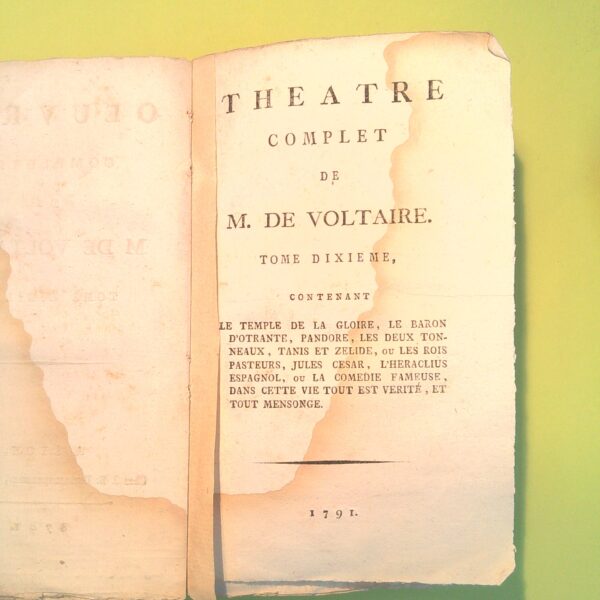 THEATRE
COMPLET
DE
M. DE VOLTAIRE.
TOME DIXIEME,
CONTENANT
LE TEMPLE DE LA GLOIRE, LE BARON
D'OTRANTE, PANDORE, LES DEUX TON-
NEAUX, TANIS ET ZELIDE, OU LES ROIS
PASTEURS, JULES CESAR, L'HERACLIUS
ESPAGNOL, OU LA COMEDIE FAMEUSE,
DANS CETTE VIE TOUT EST VERITÉ, ET
TOUT MENSONGE.
1791.